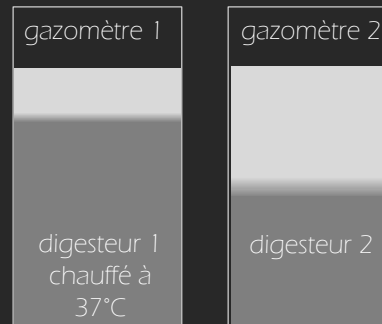 gazomètre 1
gazomètre 2
digesteur 1
chauffé à
37°C
digesteur 2